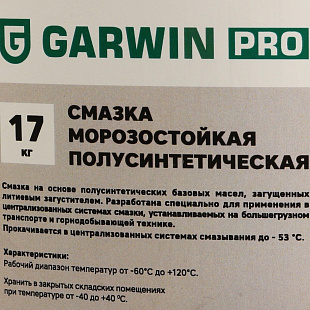 GARWIN PRO
17
КГ
СМАЗКА
МОРОЗОСТОЙКАЯ
ПОЛУСИНТЕТИЧЕСКАЯ
Смазка на основе полусинтетических базовых масел, загущенных
литиевым загустителем. Разработана специально для применения в
централизованных системах смазки, устанавливаемых на большегрузном
транспорте и горнодобывающей технике.
Прокачивается в централизованных системах смазывания до - 53 °C.
Характеристики:
Рабочий диапазон температур от -60°C до +120°C.
Хранить в закрытых складских помещениях
при температуре от -40 до +40 °C.